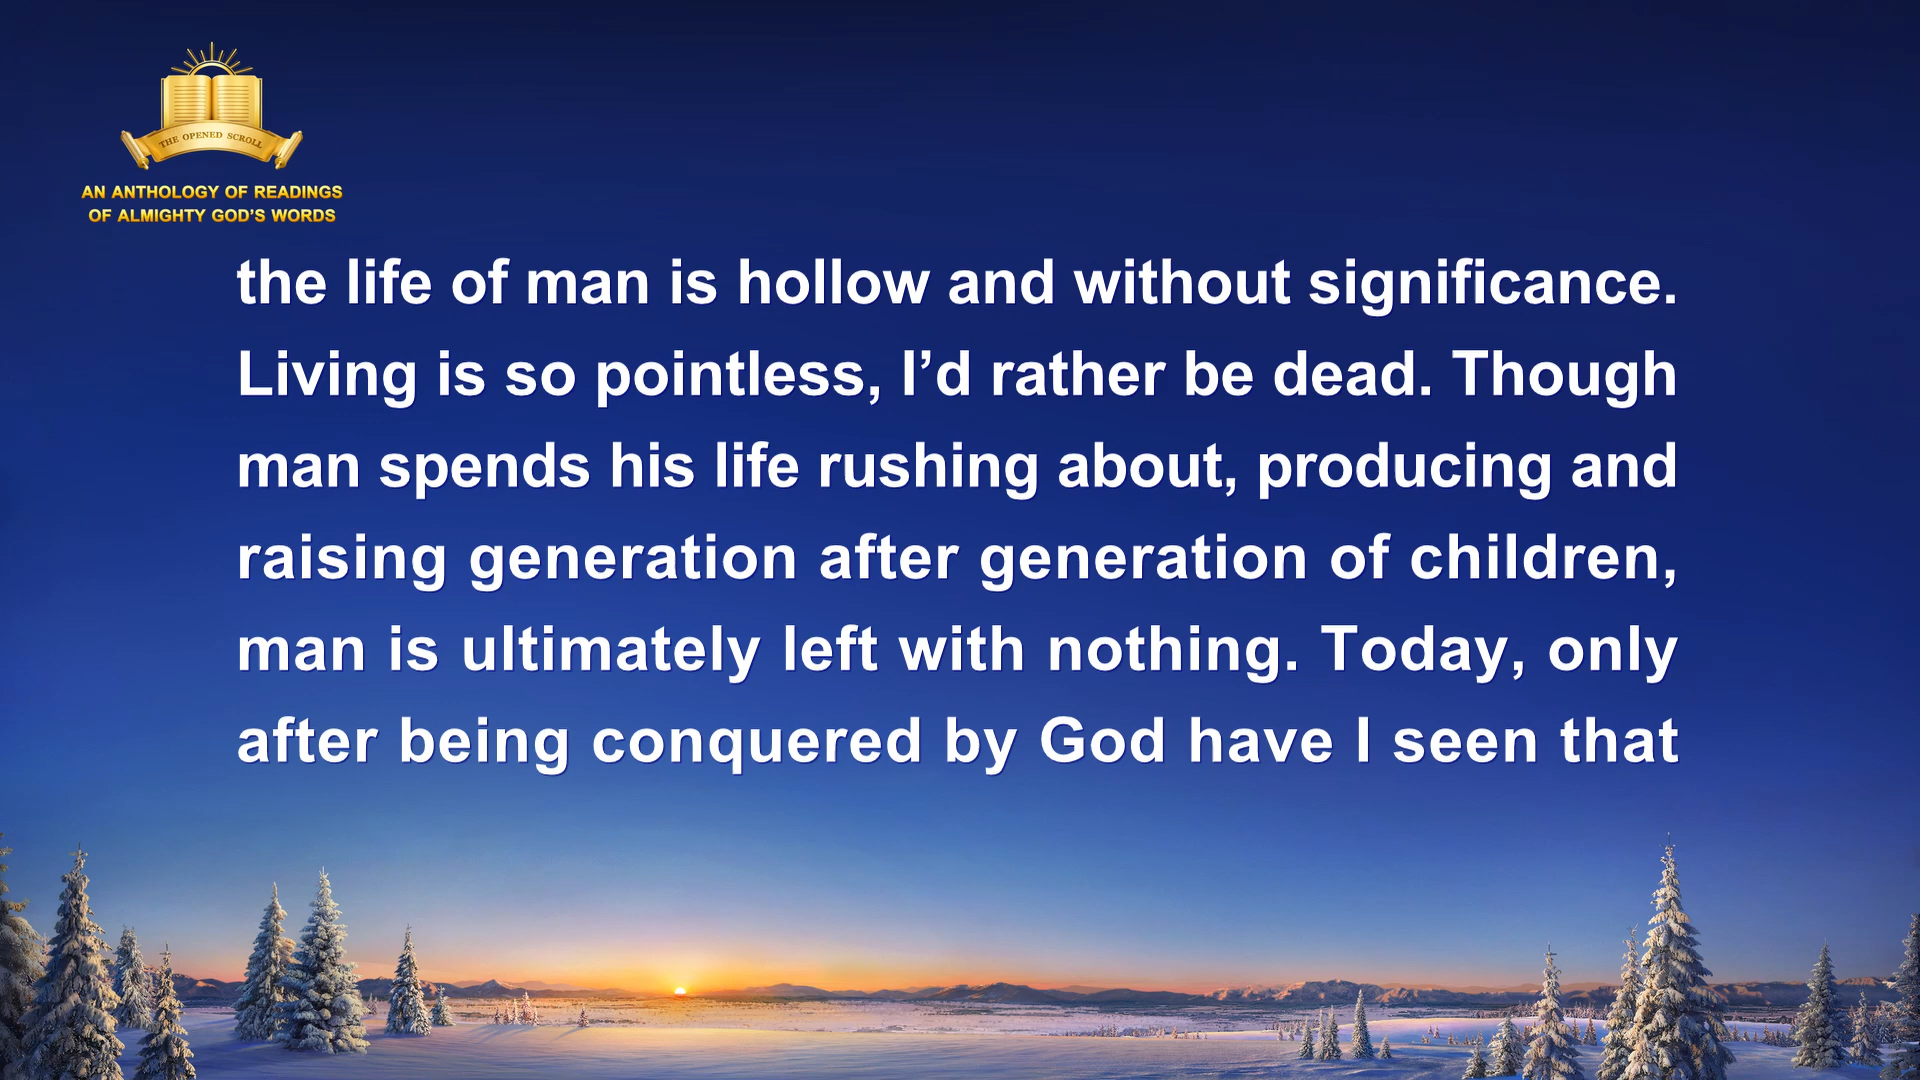 THE OPENED SCROLL
AN ANTHOLOGY OF READINGS
OF ALMIGHTY GOD’S WORDS
the life of man is hollow and without significance.
Living is so pointless, I’d rather be dead. Though
man spends his life rushing about, producing and
raising generation after generation of children,
man is ultimately left with nothing. Today, only
after being conquered by God have I seen that